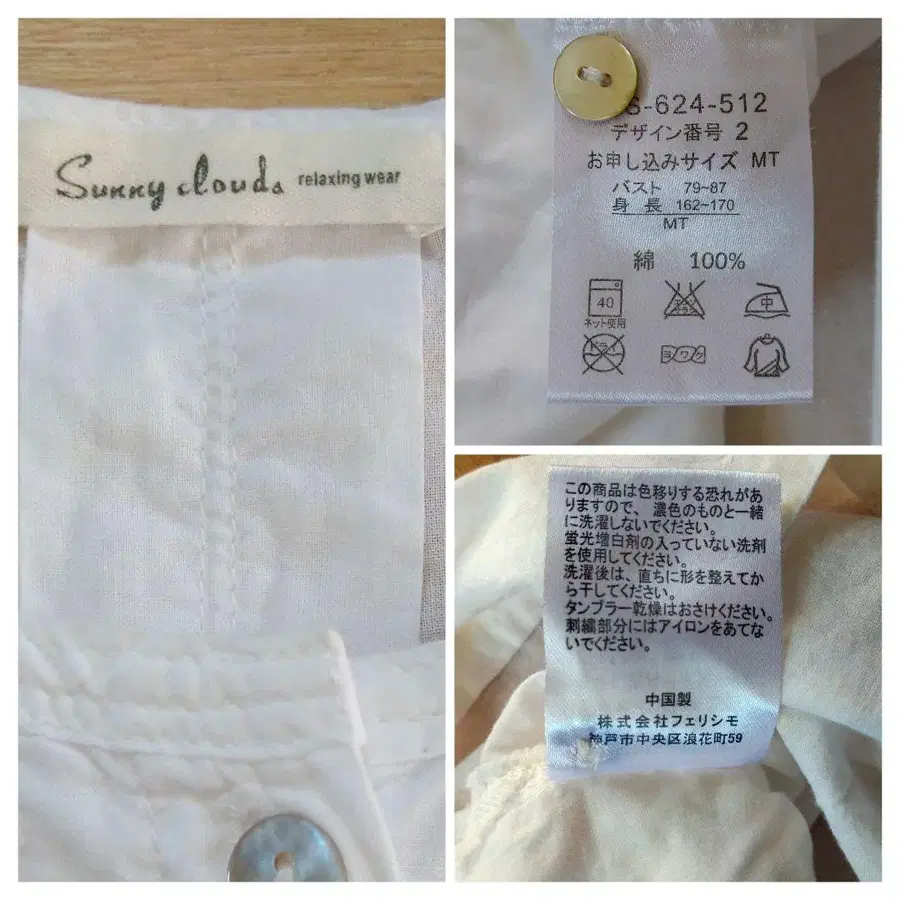 Sunny clouds relaxing wear
S-624-512
デザイン番号 2
お申し込みサイズ MT
バスト 79~87
身長 162~170
MT
綿 100%
40
中
ネット使用
ドライ
ヨワク
この商品は色移りする恐れがあ
りますので、濃色のものと一緒
に洗濯しないでください。
蛍光増白剤の入っていない洗剤
を使用してください。
洗濯後は、直ちに形を整えてか
ら干してください。
タンブラー乾燥はおさけください。
刺繍部分にはアイロンをあてな
いでください。
中国製
株式会社フェリシモ
神戸市中央区浪花町59